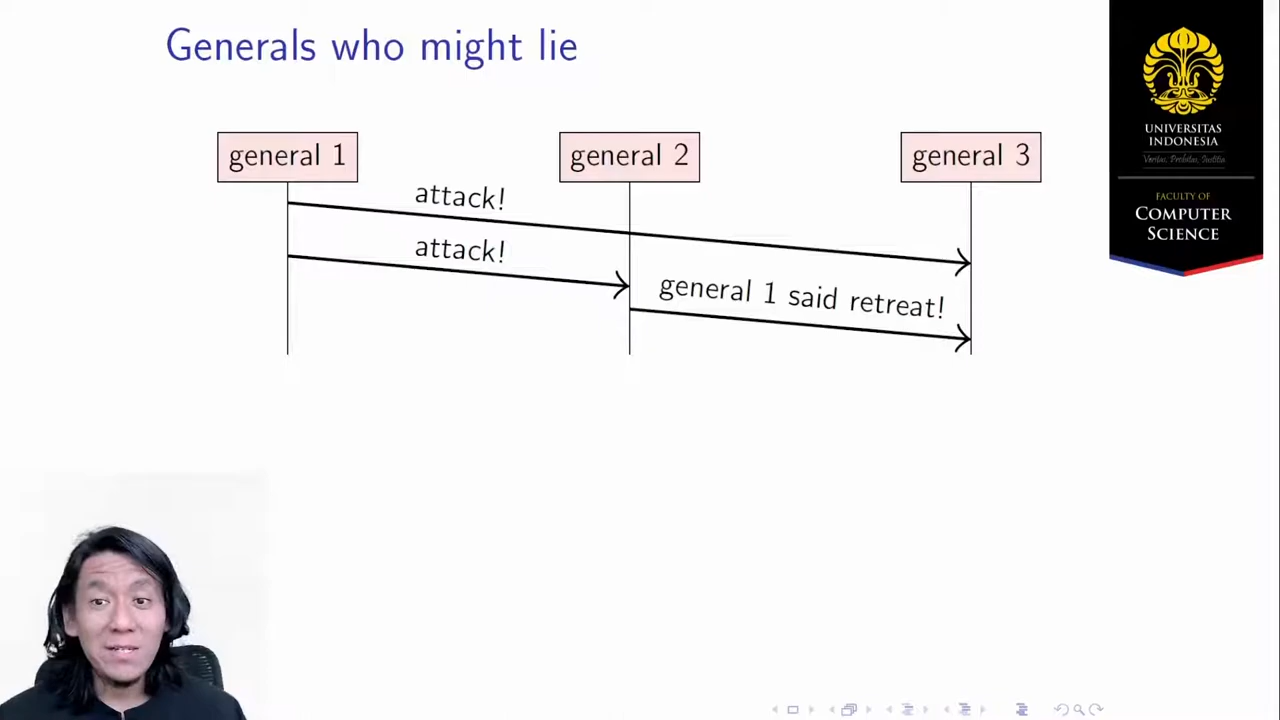 Generals who might lie
general 1
general 2
general 3
attack!
attack!
general 1 said retreat!
UNIVERSITAS
INDONESIA
Veritas, Probitas, Iustitia
FACULTY OF
COMPUTER
SCIENCE